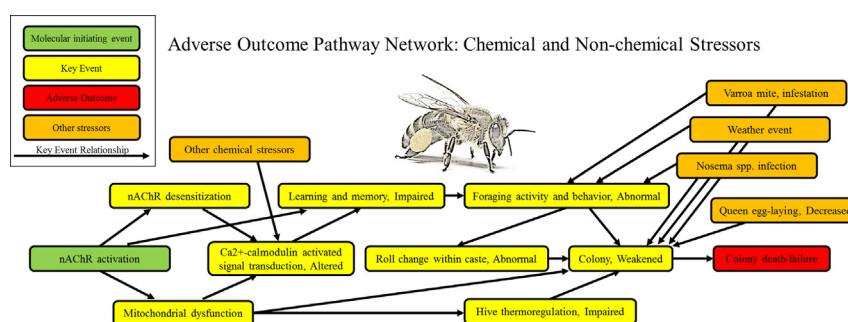 Molecular initiating event
Key Event
Adverse Outcome
Other stressors
Key Event Relationship
Adverse Outcome Pathway Network: Chemical and Non-chemical Stressors
Varroa mite, infestation
Weather event
Other chemical stressors
Nosema spp. infection
nAChR desensitization
Learning and memory, Impaired
Foraging activity and behavior, Abnormal
Queen egg-laying, Decreased
nAChR activation
Ca2+-calmodulin activated
signal transduction, Altered
Roll change within caste, Abnormal
Colony, Weakened
Colony death/failure
Mitochondrial dysfunction
Hive thermoregulation, Impaired